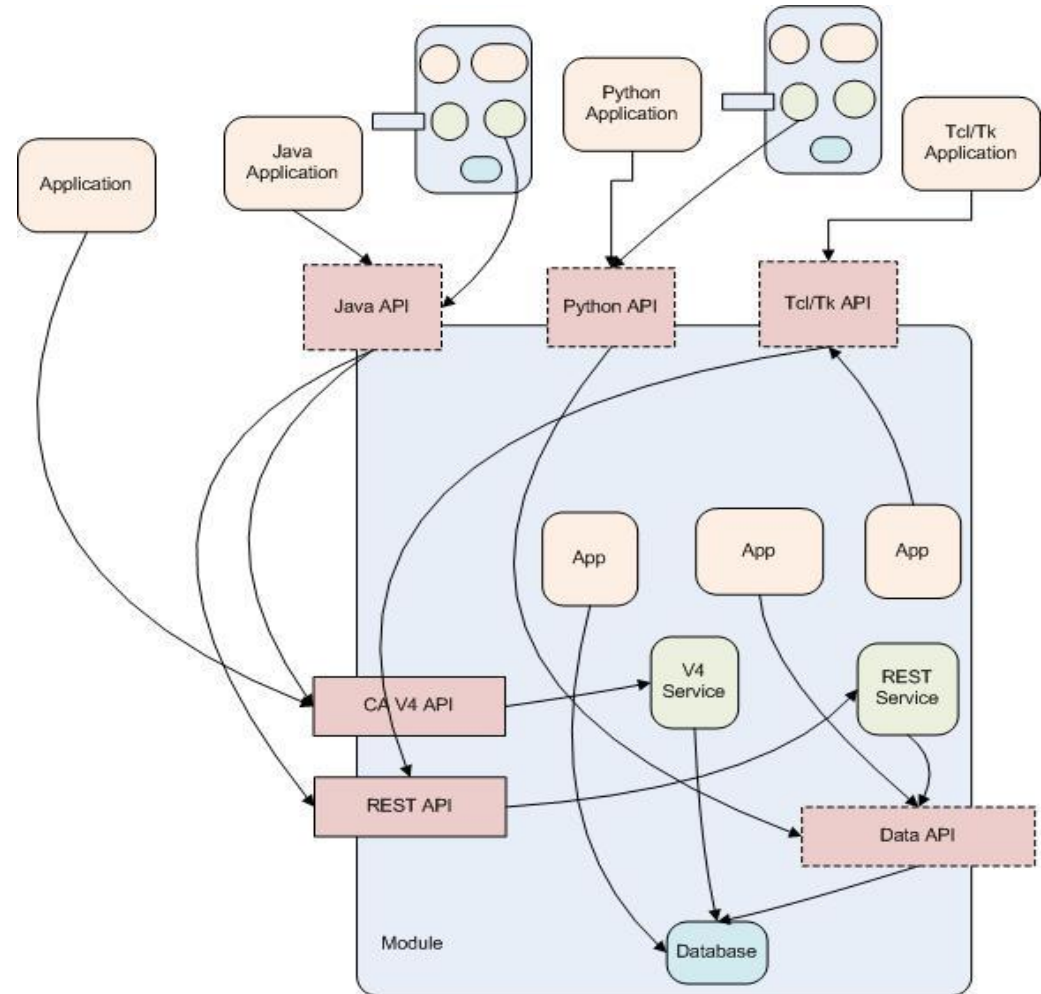 Python
Application
Tcl/Tk
Application
Java
Application
Application
Java API
Python API
Tcl/Tk API
App
App
App
V4
Service
REST
Service
CA V4 API
REST API
Data API
Module
Database